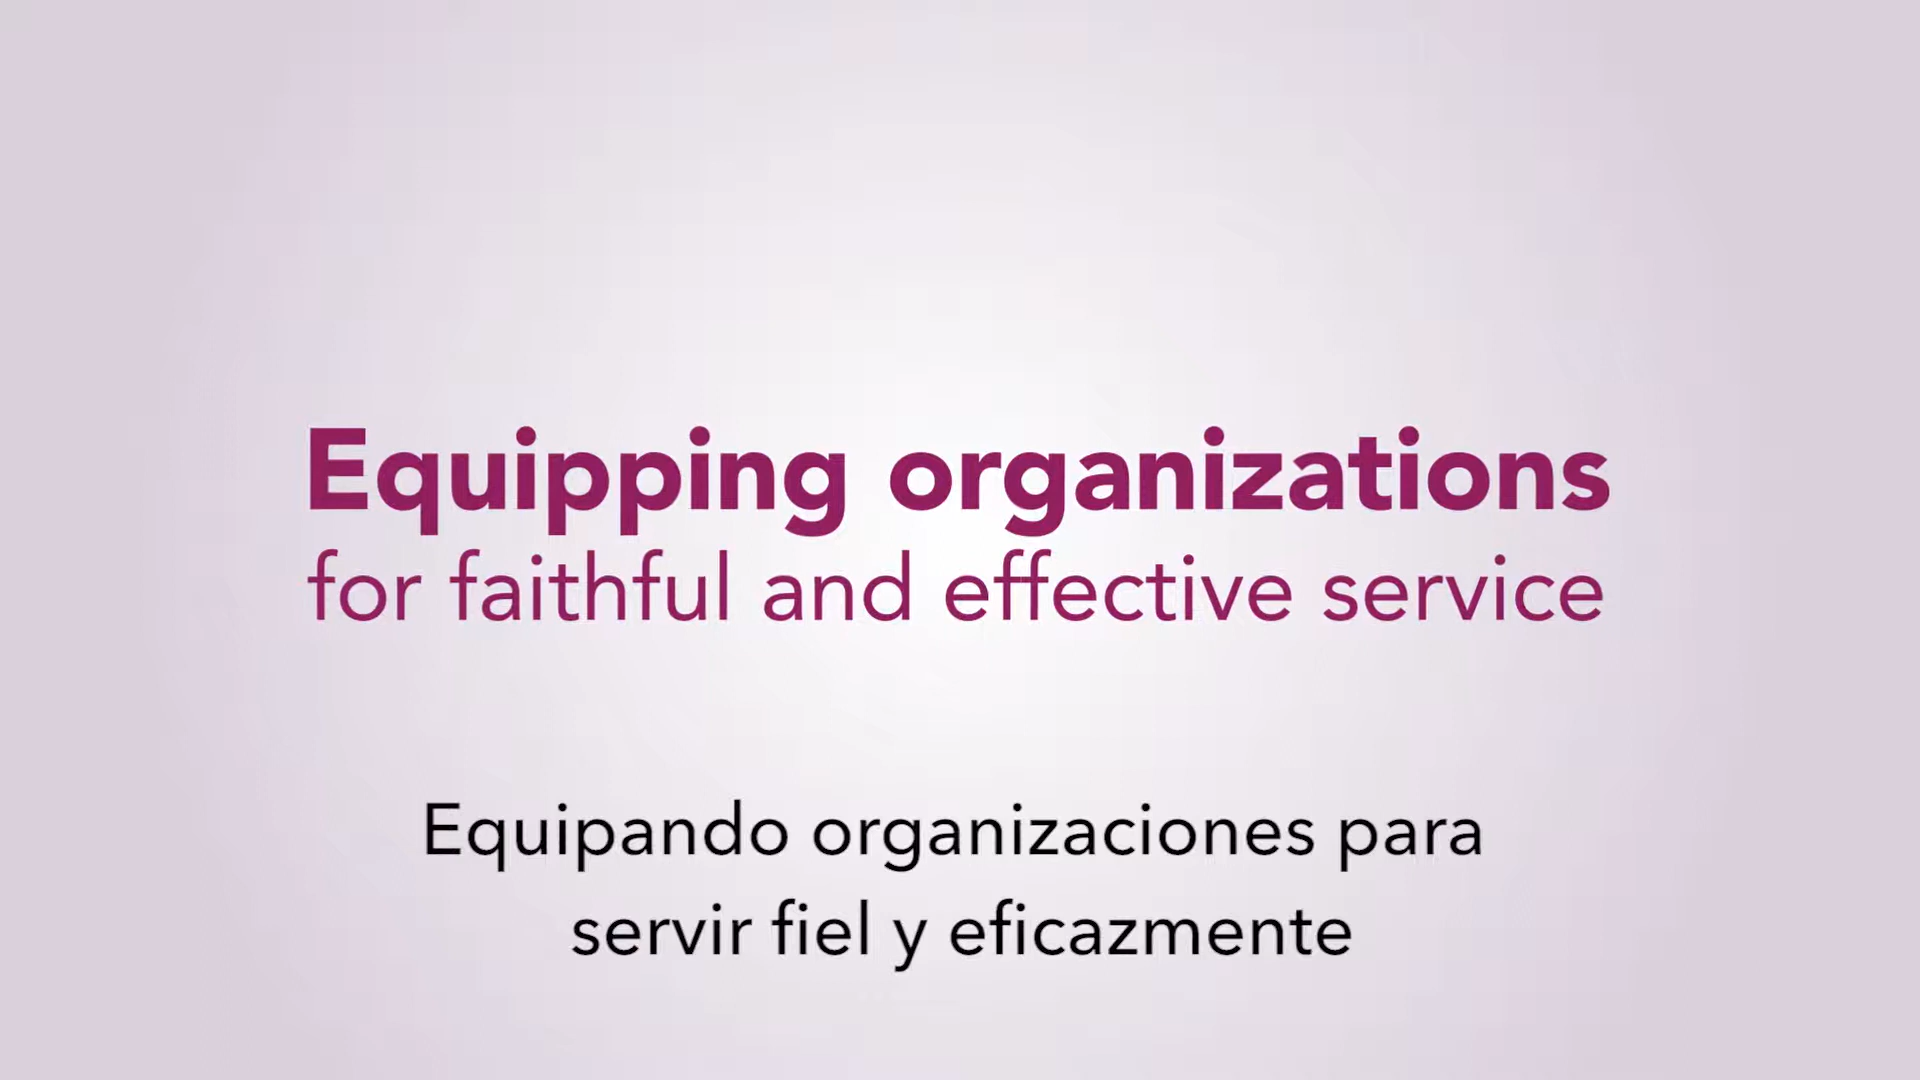 Equipping organizations
for faithful and effective service
Equipando organizaciones para
servir fiel y eficazmente